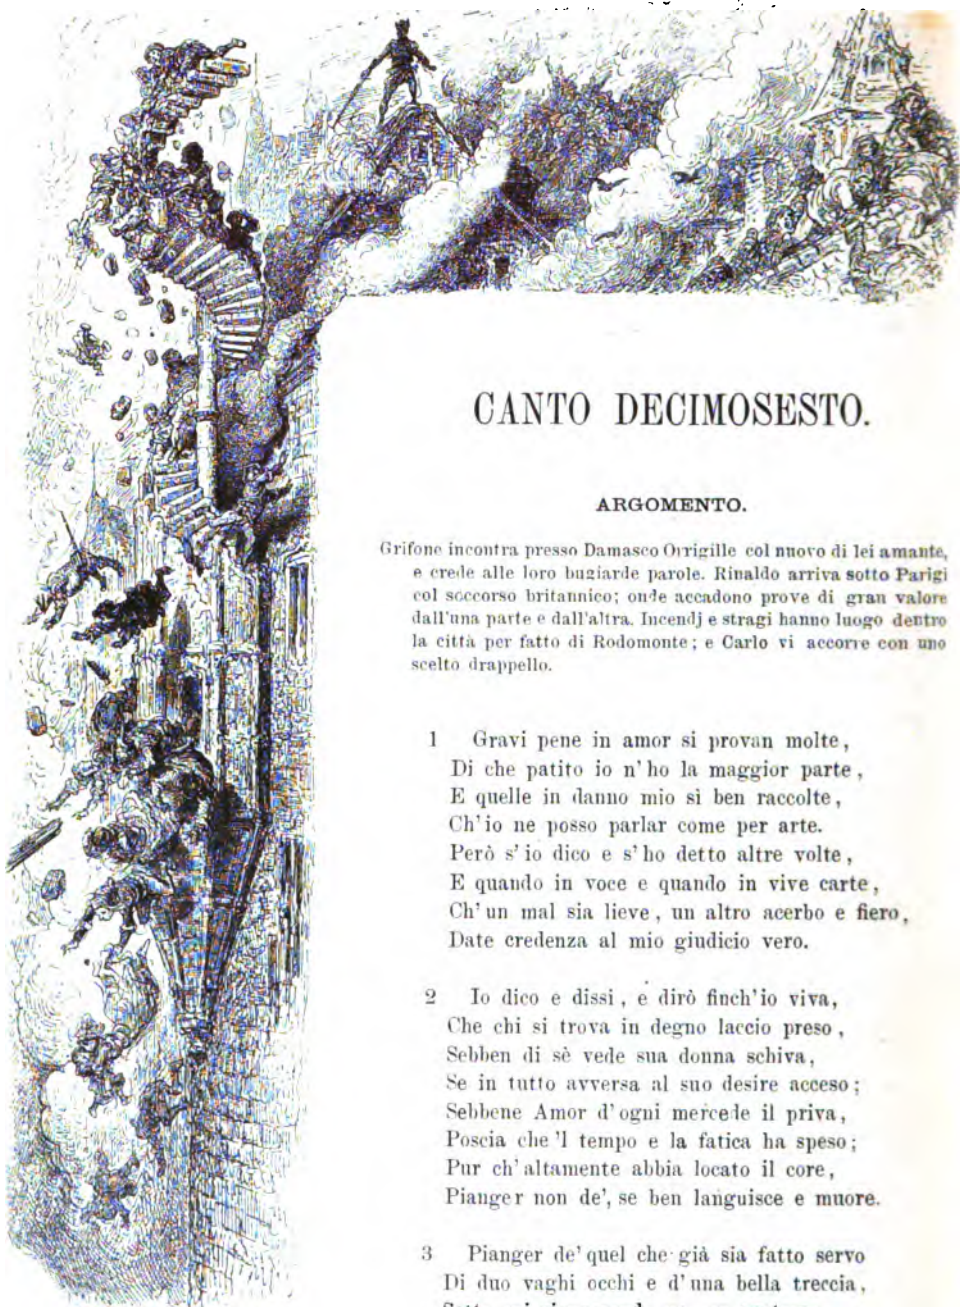 CANTO DECIMOSESTO.
ARGOMENTO.
Grifone incontra presso Damasco Orrigille col nuovo di lei amante,
e crede alle loro bugiarde parole. Rinaldo arriva sotto Parigi
col soccorso britannico; onde accadono prove di gran valore
dall'una parte e dall'altra. Incendj e stragi hanno luogo dentro
la città per fatto di Rodomonte; e Carlo vi accorre con uno
scelto drappello.
1 Gravi pene in amor si provan molte,
Di che patito io n'ho la maggior parte,
E quelle in danno mio sì ben raccolte,
Ch'io ne posso parlar come per arte.
Però s'io dico e s'ho detto altre volte,
E quando in voce e quando in vive carte,
Ch'un mal sia lieve, un altro acerbo e fiero,
Date credenza al mio giudicio vero.
2 Io dico e dissi, e dirò finch'io viva,
Che chi si trova in degno laccio preso,
Sebben di sè vede sua donna schiva,
Se in tutto avversa al suo desire acceso;
Sebbene Amor d'ogni mercede il priva,
Poscia che 'l tempo e la fatica ha speso;
Pur ch'altamente abbia locato il core,
Pianger non de', se ben languisce e muore.
3 Pianger de' quel che già sia fatto servo
Di duo vaghi occhi e d'una bella treccia,